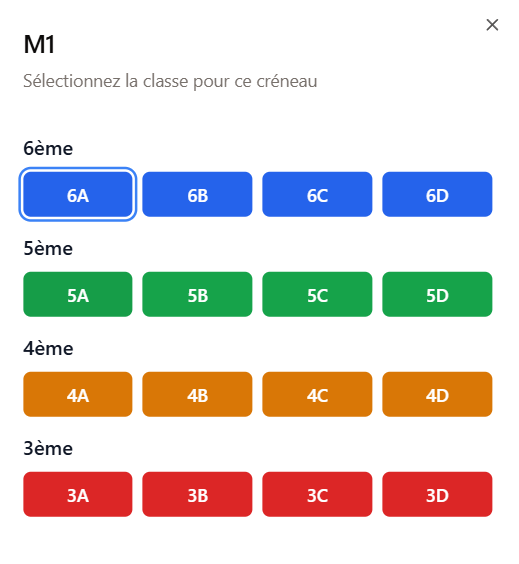 M1
Sélectionnez la classe pour ce créneau
6ème
6A 6B 6C 6D
5ème
5A 5B 5C 5D
4ème
4A 4B 4C 4D
3ème
3A 3B 3C 3D